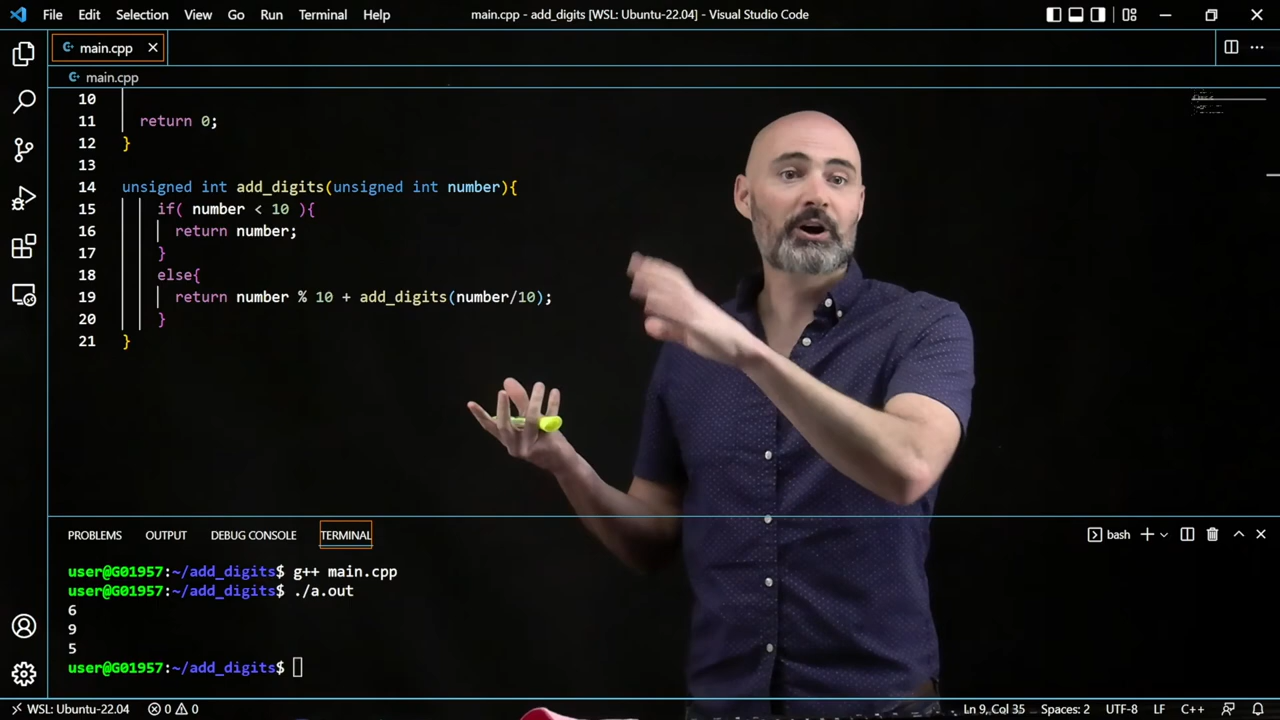 File Edit Selection View Go Run Terminal Help main.cpp - add_digits [WSL: Ubuntu-22.04] - Visual Studio Code
main.cpp
main.cpp
10
11 return 0;
12 }
13
14 unsigned int add_digits(unsigned int number){
15 if( number < 10 ){
16 return number;
17 }
18 else{
19 return number % 10 + add_digits(number/10);
20 }
21 }
PROBLEMS OUTPUT DEBUG CONSOLE TERMINAL bash
user@G01957:~/add_digits$ g++ main.cpp
user@G01957:~/add_digits$ ./a.out
6
9
5
user@G01957:~/add_digits$
WSL: Ubuntu-22.04 0 0 Ln 9, Col 35 Spaces: 2 UTF-8 LF C++